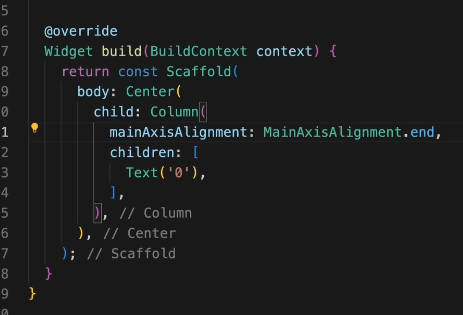 5
6 @override
7 Widget build(BuildContext context) {
8 return const Scaffold(
9 body: Center(
0 child: Column(
1 mainAxisAlignment: MainAxisAlignment.end,
2 children: [
3 Text('0'),
4 ],
5 ), // Column
6 ), // Center
7 ); // Scaffold
8 }
9 }
0